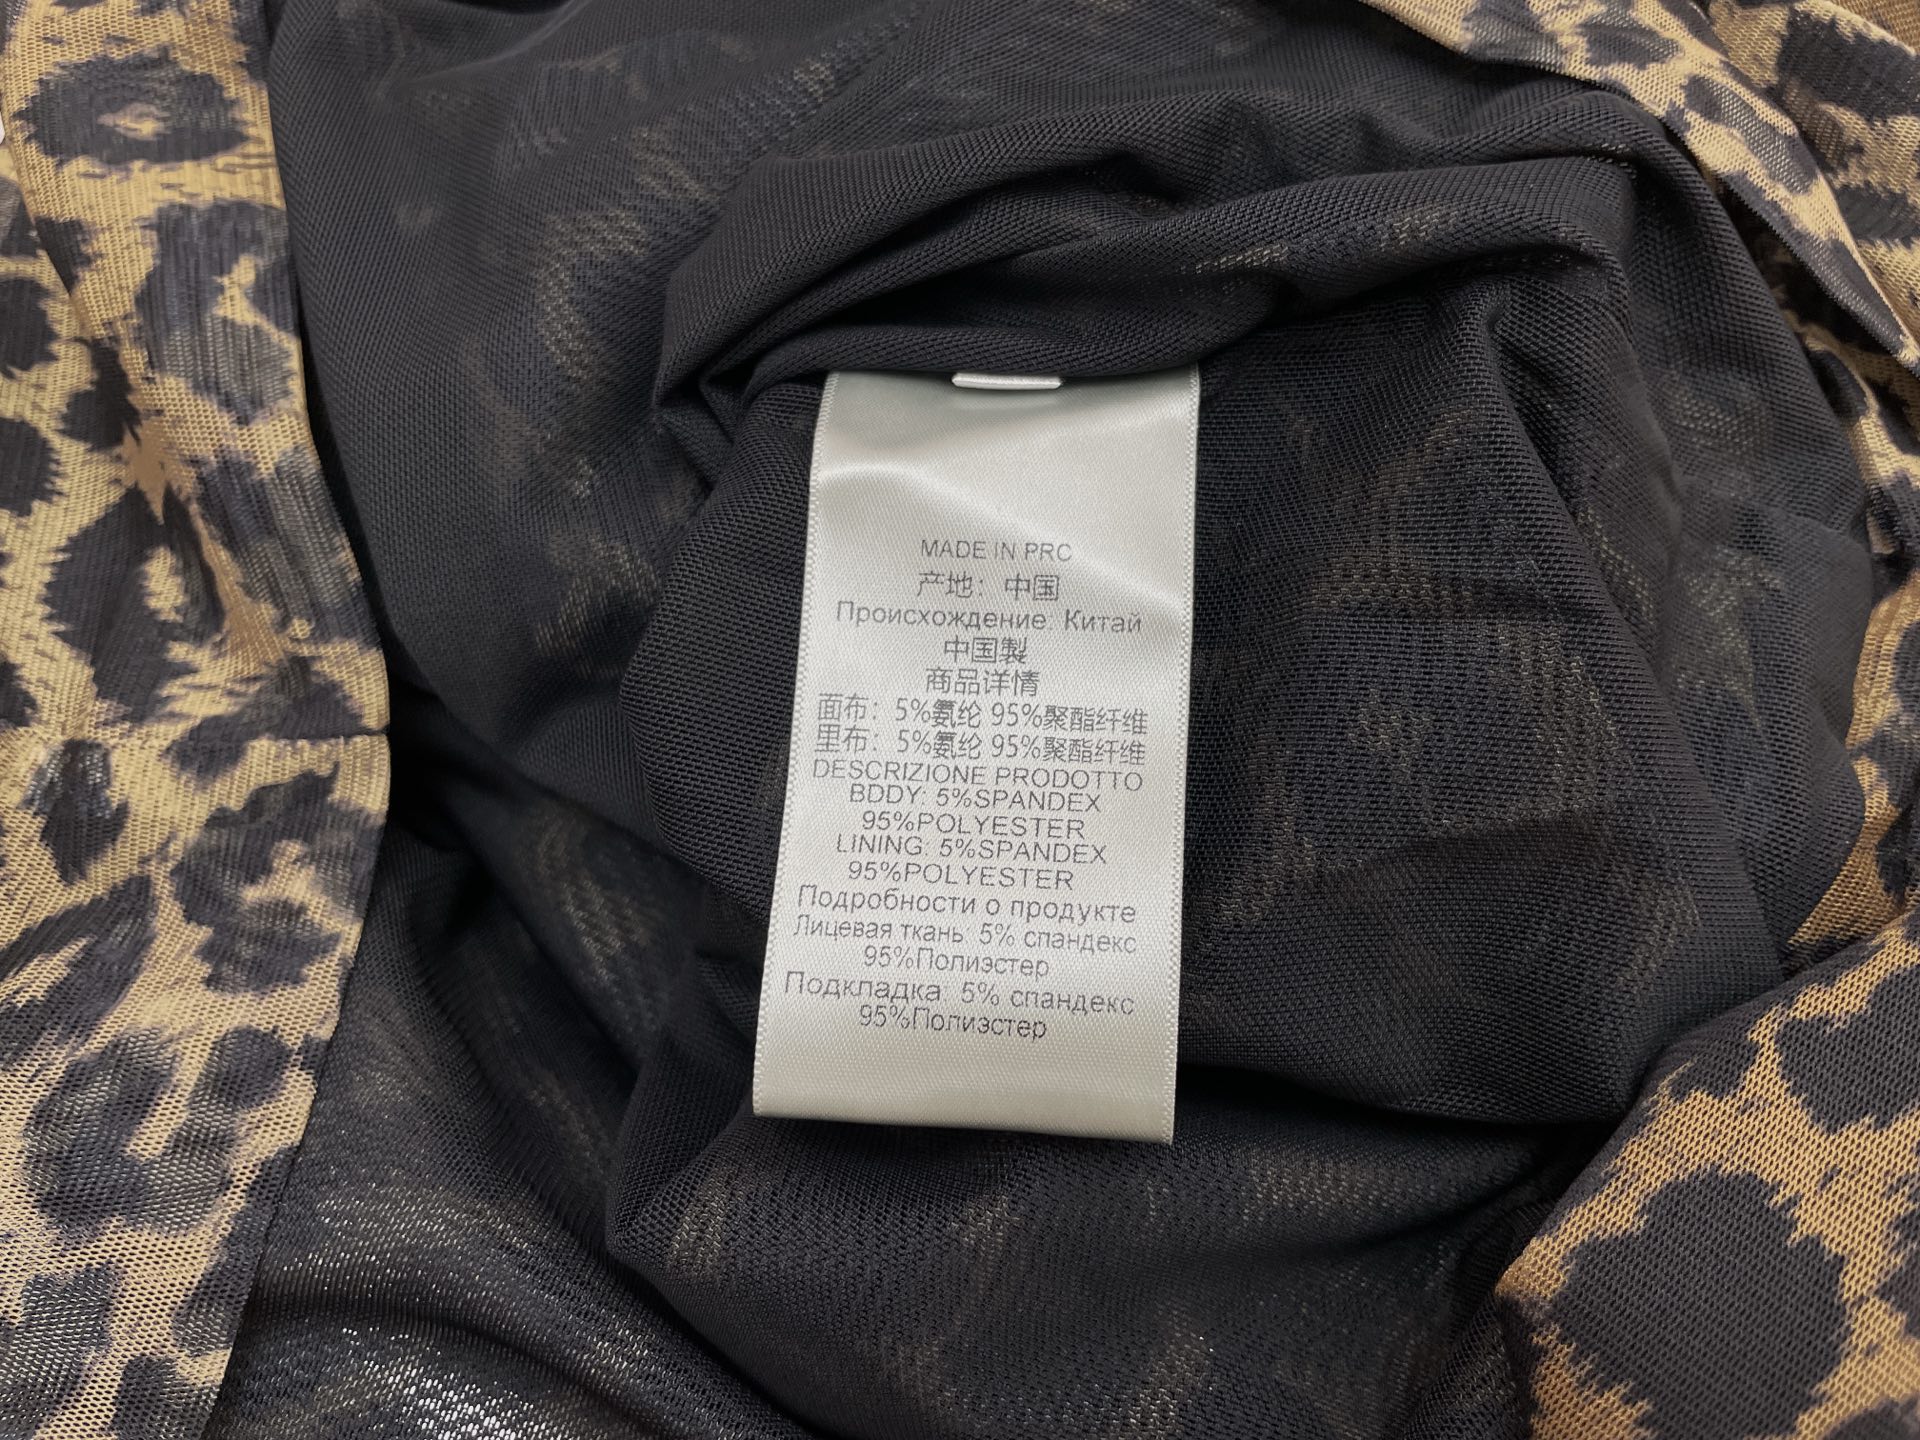 MADE IN PRC
产地：中国
Происхождение: Китай
中国製
商品详情
面布：5%氨纶 95%聚酯纤维
里布：5%氨纶 95%聚酯纤维
DESCRIZIONE PRODOTTO
BDDY: 5%SPANDEX
95%POLYESTER
LINING: 5%SPANDEX
95%POLYESTER
Подробности о продукте
Лицевая ткань: 5% спандекс
95%Полиэстер
Подкладка 5% спандекс
95%Полиэстер